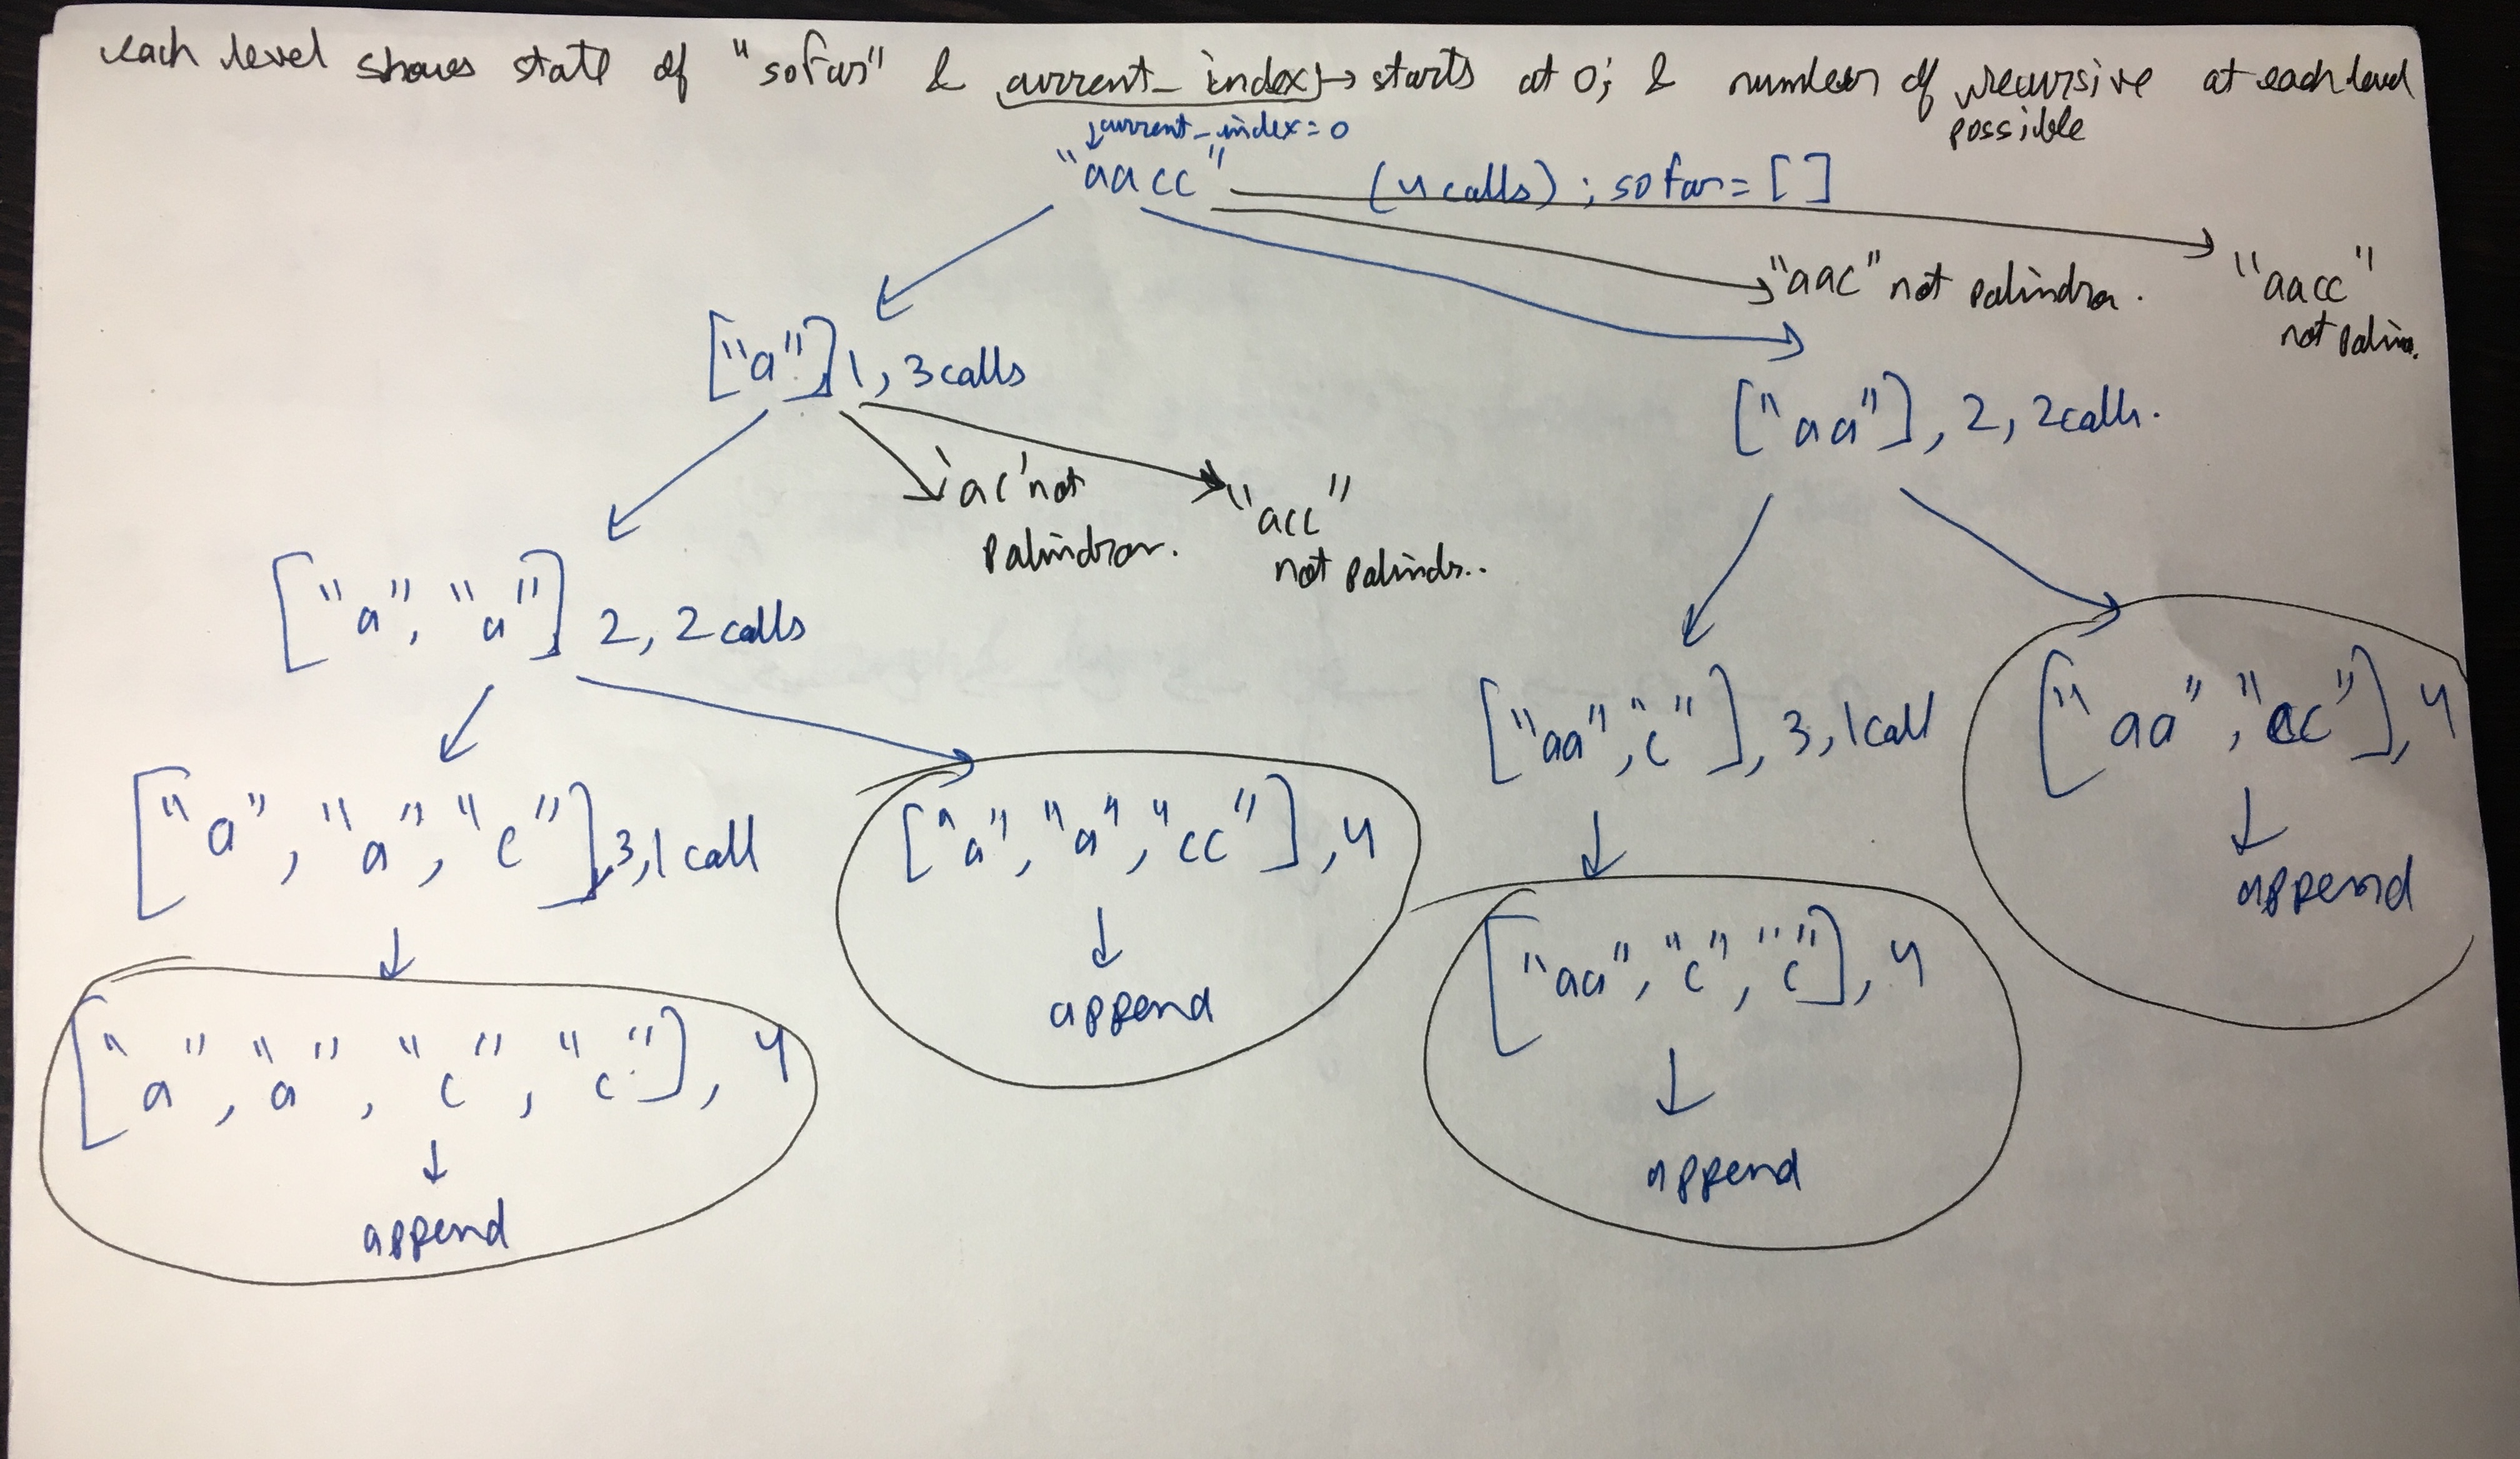 each level shows state of "sofar" & current_index → starts at 0; & number of recursive at each level
possible
current_index = 0
"aacc" (4 calls) ; sofar = []
"aac" not palindro.
"aacc"
not palin.
["a"] 1, 3 calls
["aa"], 2, 2 calls.
'ac' not
palindrom.
"acc"
not palindr..
["a", "a"] 2, 2 calls
["aa", "c"], 3, 1 call
["aa", "cc"], 4
append
["a", "a", "c"], 3, 1 call
["a", "a", "cc"], 4
append
["aa", "c", "c"], 4
append
["a", "a", "c", "c"], 4
append